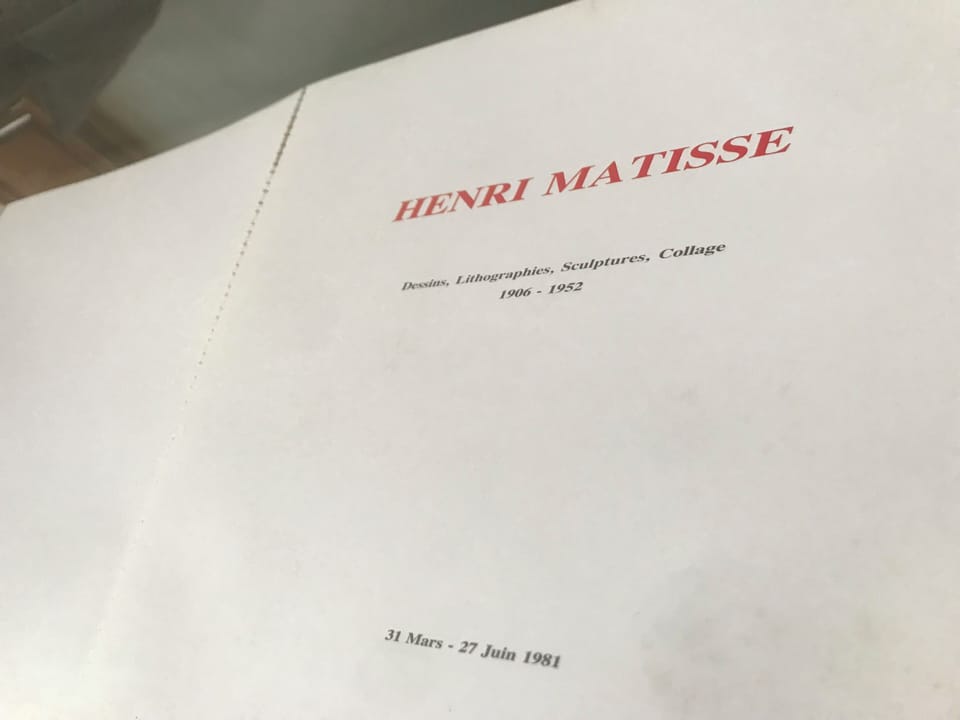 HENRI MATISSE
Dessins, Lithographies, Sculptures, Collage
1906 - 1952
31 Mars - 27 Juin 1981